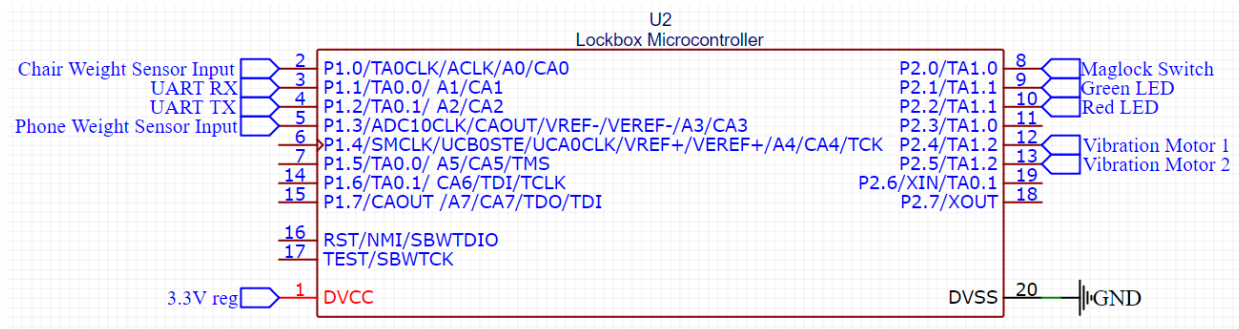 U2
Lockbox Microcontroller
Chair Weight Sensor Input 2 P1.0/TA0CLK/ACLK/A0/CA0 P2.0/TA1.0 8 Maglock Switch
UART RX 3 P1.1/TA0.0/ A1/CA1 P2.1/TA1.1 9 Green LED
UART TX 4 P1.2/TA0.1/ A2/CA2 P2.2/TA1.1 10 Red LED
Phone Weight Sensor Input 5 P1.3/ADC10CLK/CAOUT/VREF-/VEREF-/A3/CA3 P2.3/TA1.0 11
6 P1.4/SMCLK/UCB0STE/UCA0CLK/VREF+/VEREF+/A4/CA4/TCK P2.4/TA1.2 12 Vibration Motor 1
7 P1.5/TA0.0/ A5/CA5/TMS P2.5/TA1.2 13 Vibration Motor 2
14 P1.6/TA0.1/ CA6/TDI/TCLK P2.6/XIN/TA0.1 19
15 P1.7/CAOUT /A7/CA7/TDO/TDI P2.7/XOUT 18
16 RST/NMI/SBWTDIO
17 TEST/SBWTCK
3.3V reg 1 DVCC DVSS 20 GND